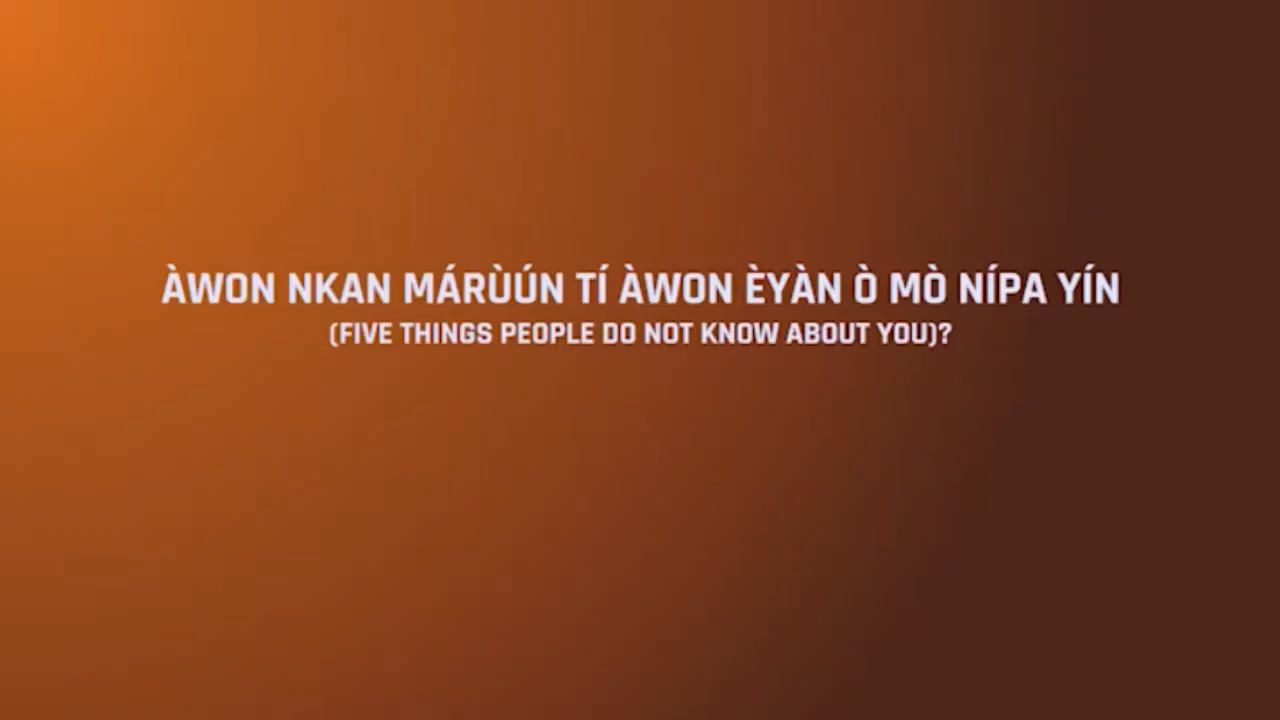 ÀWON NKAN MÁRÙÚN TÍ ÀWON ÈYÀN Ò MÒ NÍPA YÍN
(FIVE THINGS PEOPLE DO NOT KNOW ABOUT YOU)?